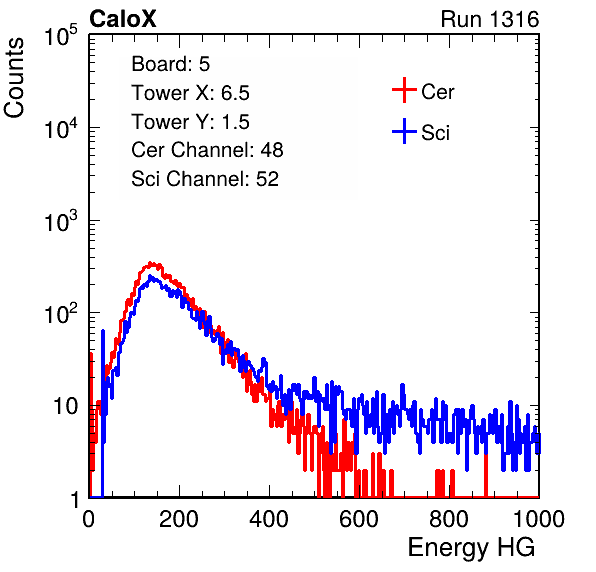 CaloX Run 1316
Counts
Board: 5
Tower X: 6.5
Tower Y: 1.5
Cer Channel: 48
Sci Channel: 52
Cer
Sci
10^5
10^4
10^3
10^2
10
1
0 200 400 600 800 1000
Energy HG